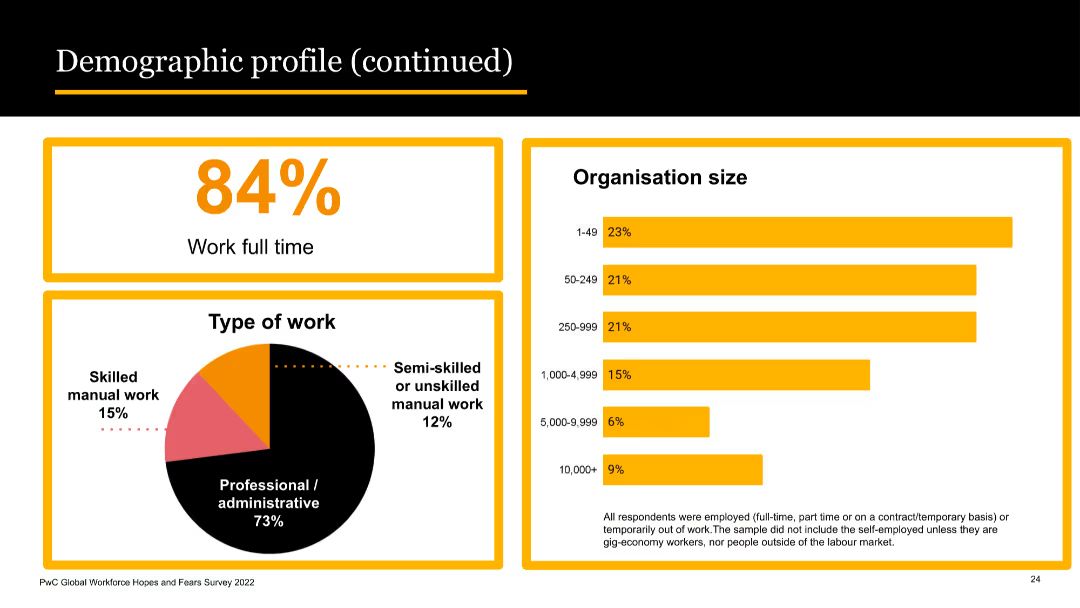 Demographic profile (continued)
84%
Work full time
Type of work
Skilled
manual work
15%
Semi-skilled
or unskilled
manual work
12%
Professional /
administrative
73%
Organisation size
1-49 23%
50-249 21%
250-999 21%
1,000-4,999 15%
5,000-9,999 6%
10,000+ 9%
All respondents were employed (full-time, part time or on a contract/temporary basis) or
temporarily out of work.The sample did not include the self-employed unless they are
gig-economy workers, nor people outside of the labour market.
PwC Global Workforce Hopes and Fears Survey 2022
24